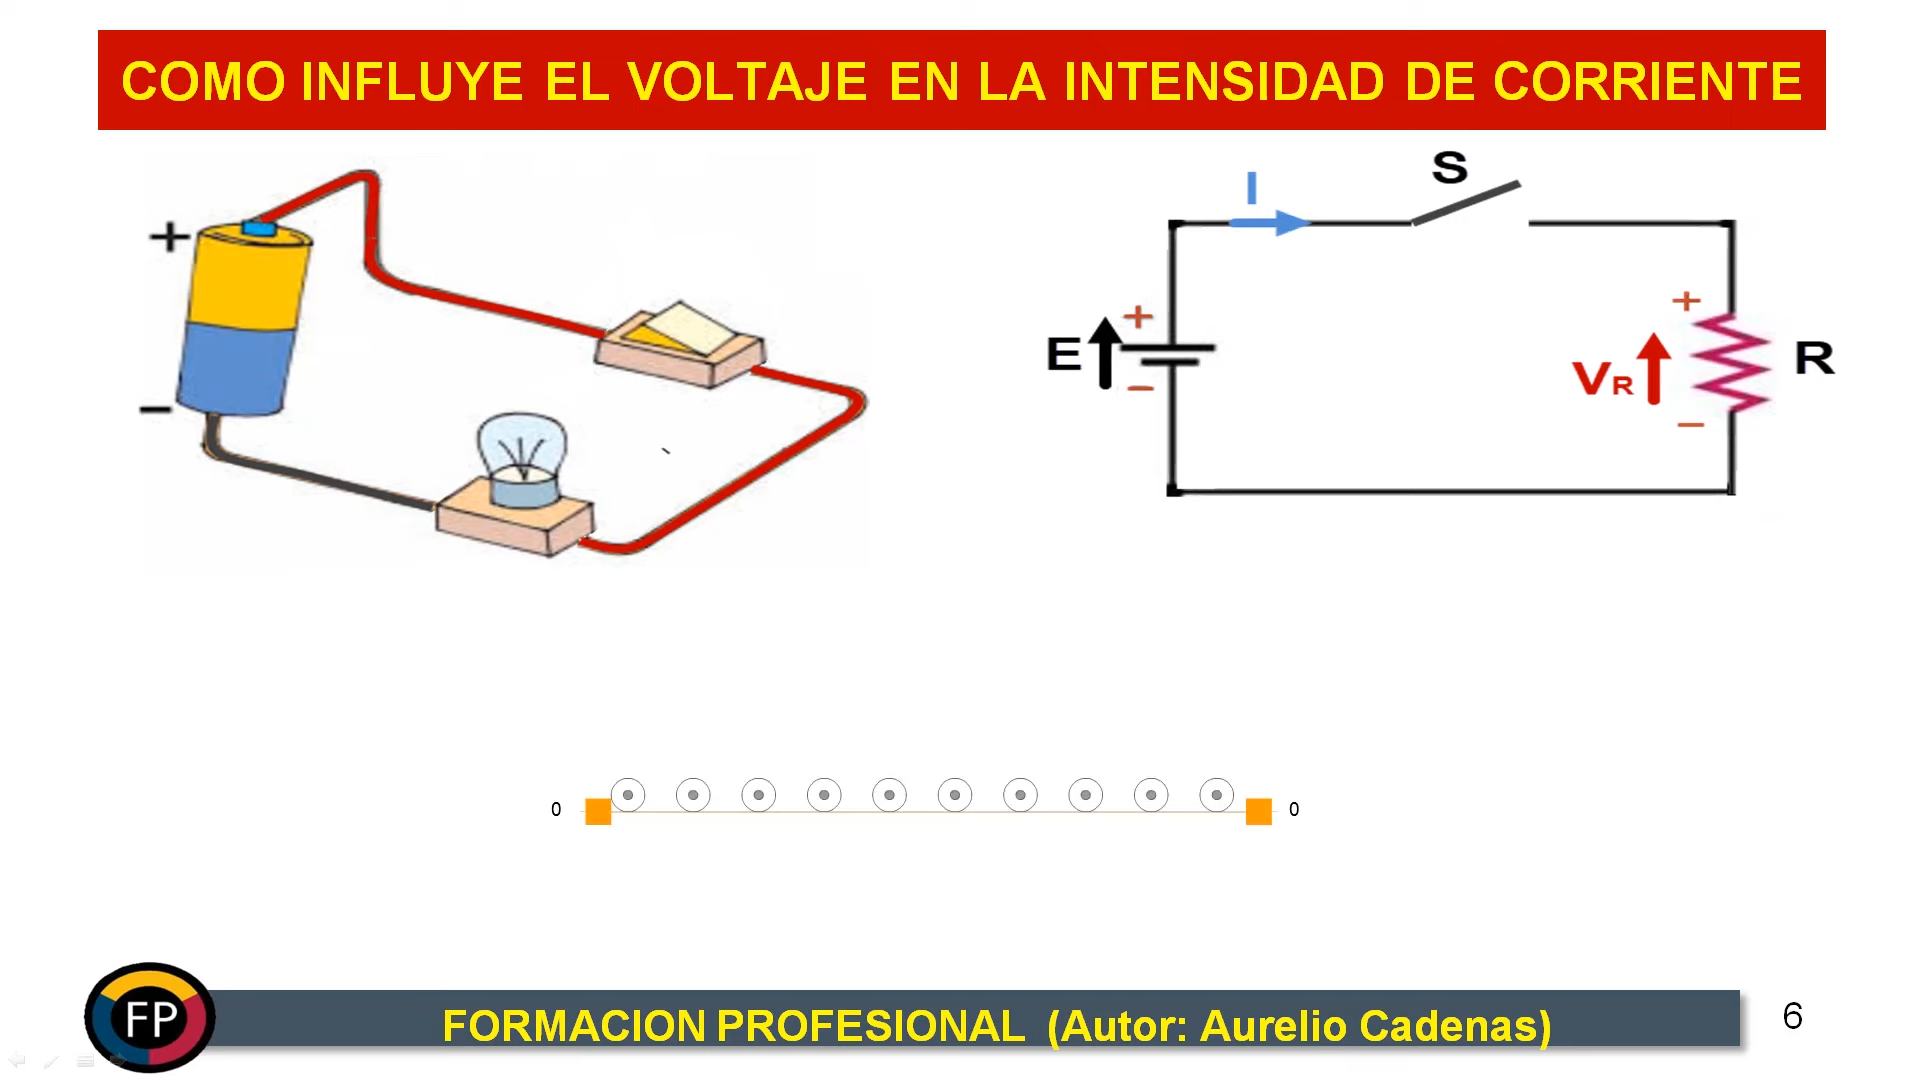 COMO INFLUYE EL VOLTAJE EN LA INTENSIDAD DE CORRIENTE
+
−
I
S
E
+
−
VR
+
−
R
0
0
FP
FORMACION PROFESIONAL (Autor: Aurelio Cadenas)
6